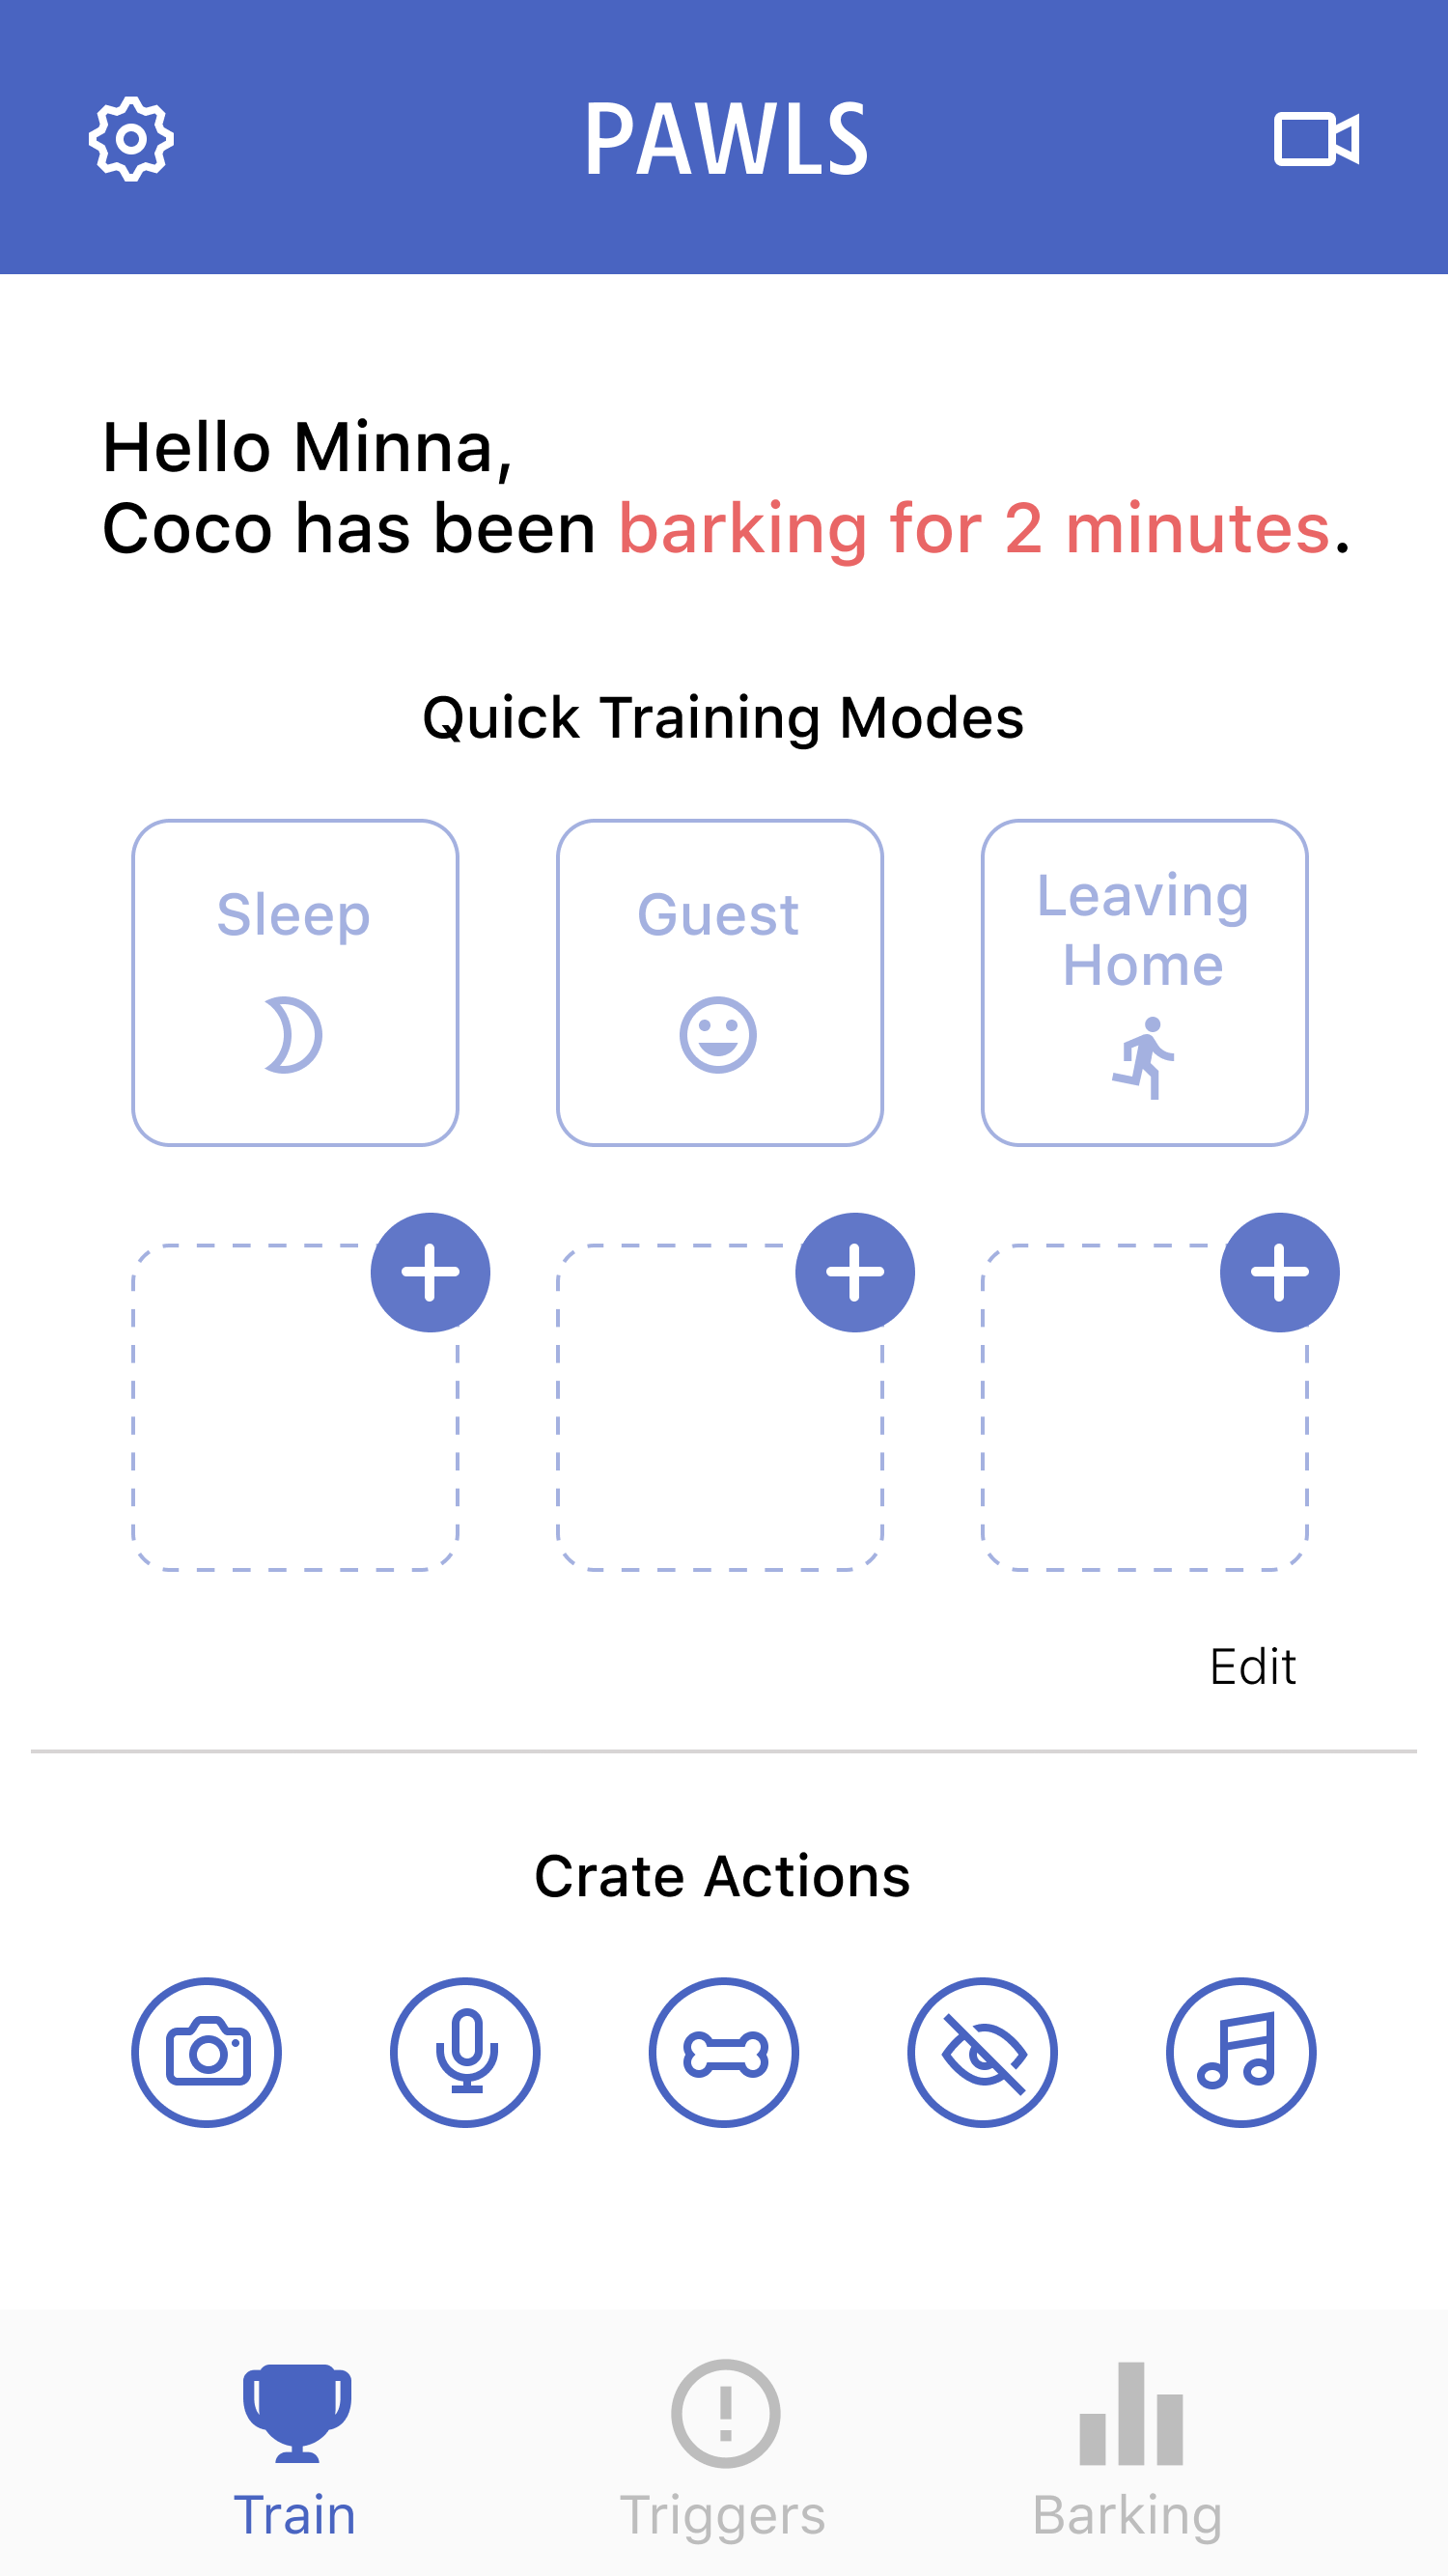 PAWLS
Hello Minna,
Coco has been barking for 2 minutes.
Quick Training Modes
Sleep
Guest
Leaving
Home
Edit
Crate Actions
Train
Triggers
Barking